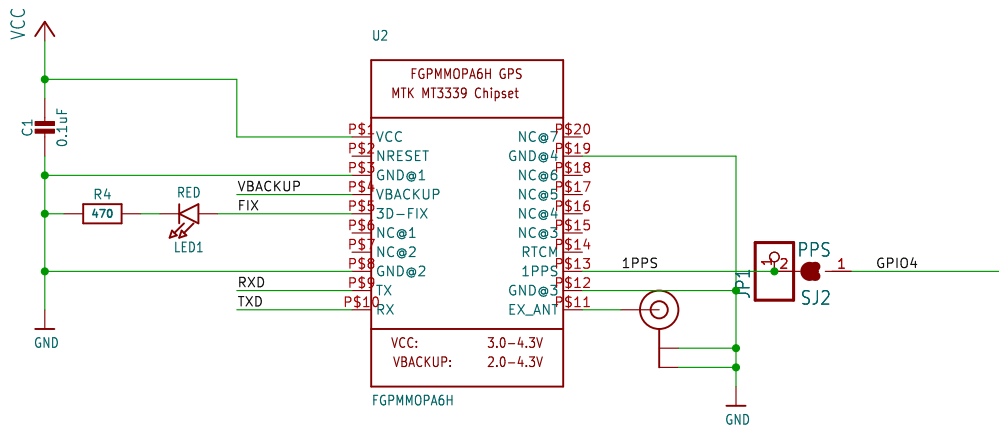 VCC
U2
FGPMMOPA6H GPS
MTK MT3339 Chipset
C1
0.1uF
P$1 VCC
P$2 NRESET
P$3 GND@1
VBACKUP P$4 VBACKUP
R4 470
RED
LED1
FIX P$5 3D-FIX
P$6 NC@1
P$7 NC@2
P$8 GND@2
RXD P$9 TX
TXD P$10 RX
NC@7 P$20
GND@4 P$19
NC@6 P$18
NC@5 P$17
NC@4 P$16
NC@3 P$15
RTCM P$14
1PPS P$13 1PPS
GND@3 P$12
EX_ANT P$11
JP1
1
2
PPS
1
SJ2
GPIO4
VCC: 3.0-4.3V
VBACKUP: 2.0-4.3V
FGPMMOPA6H
GND
GND